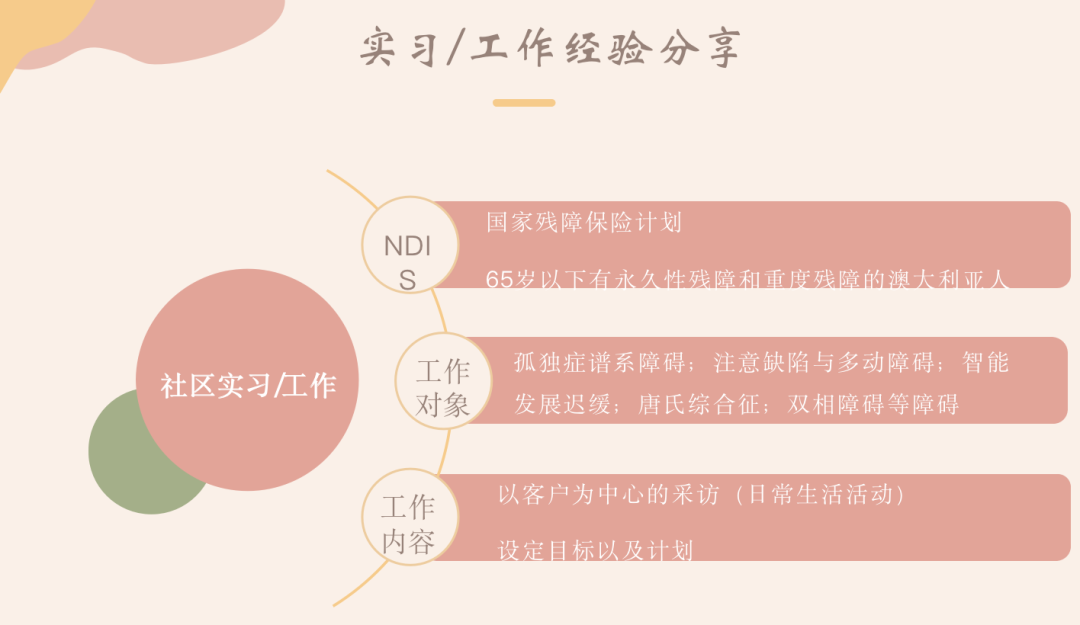 实习/工作经验分享
社区实习/工作
NDI
S
国家残障保险计划
65岁以下有永久性残障和重度残障的澳大利亚人
工作
对象
孤独症谱系障碍；注意缺陷与多动障碍；智能
发展迟缓；唐氏综合征；双相障碍等障碍
工作
内容
以客户为中心的采访（日常生活活动）
设定目标以及计划